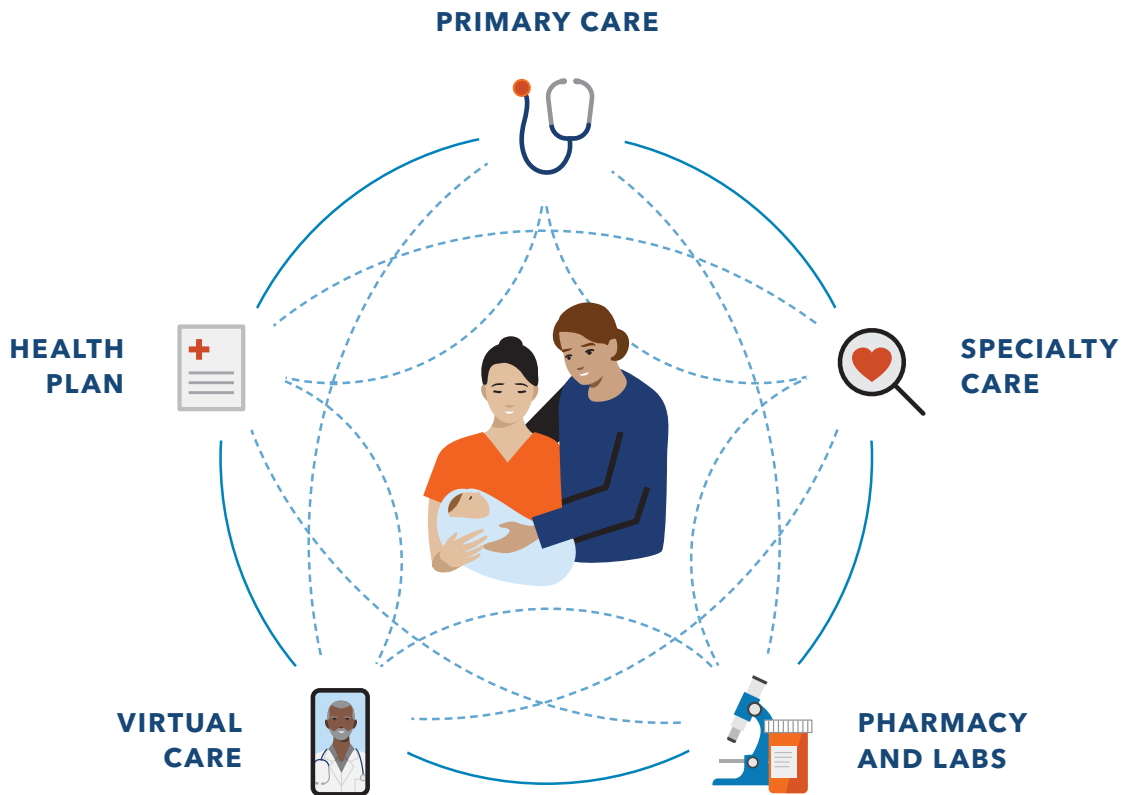 PRIMARY CARE
HEALTH
PLAN
SPECIALTY
CARE
VIRTUAL
CARE
PHARMACY
AND LABS